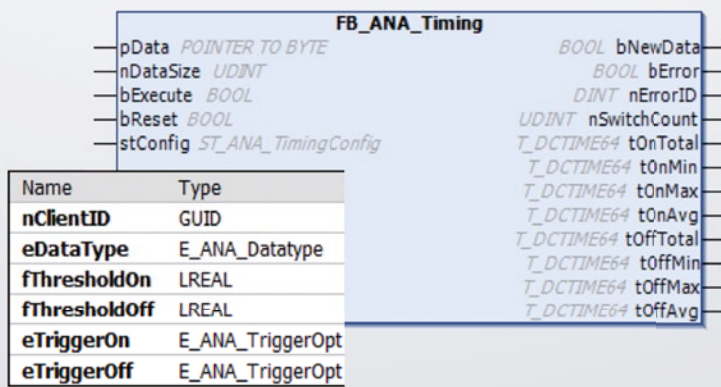 FB_ANA_Timing
pData POINTER TO BYTE BOOL bNewData
nDataSize UDINT BOOL bError
bExecute BOOL DINT nErrorID
bReset BOOL UDINT nSwitchCount
stConfig ST_ANA_TimingConfig T_DCTIME64 tOnTotal
T_DCTIME64 tOnMin
T_DCTIME64 tOnMax
T_DCTIME64 tOnAvg
T_DCTIME64 tOffTotal
T_DCTIME64 tOffMin
T_DCTIME64 tOffMax
T_DCTIME64 tOffAvg
Name Type
nClientID GUID
eDataType E_ANA_Datatype
fThresholdOn LREAL
fThresholdOff LREAL
eTriggerOn E_ANA_TriggerOpt
eTriggerOff E_ANA_TriggerOpt